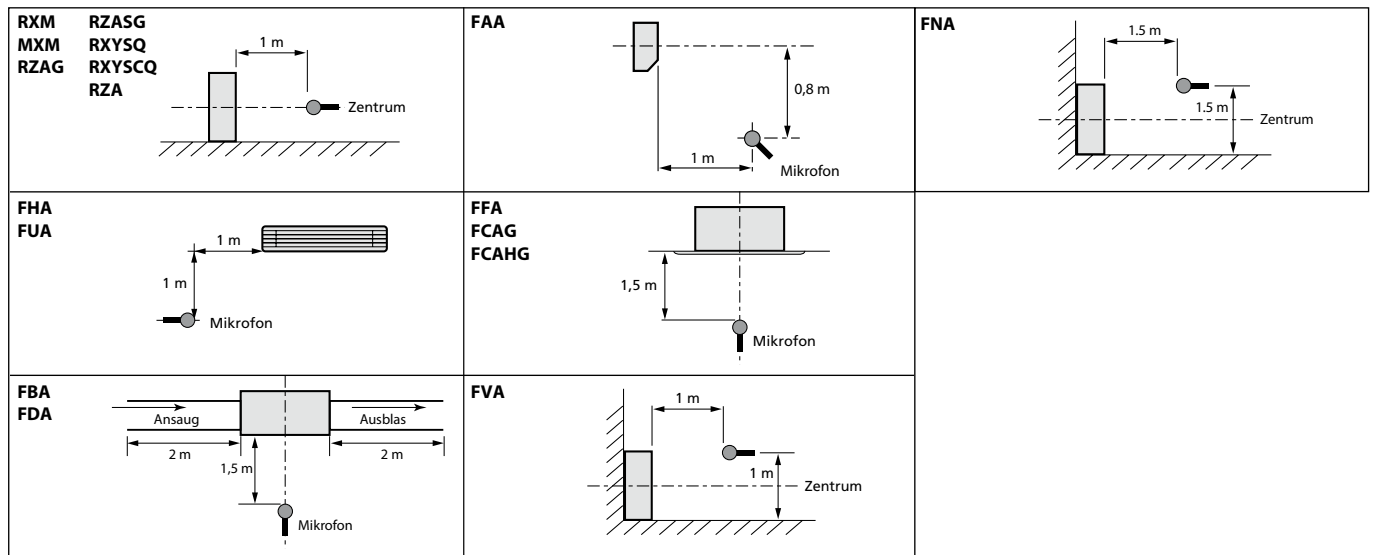 RXM RZASG
MXM RXYSQ
RZAG RXYSCQ
RZA
1 m
Zentrum
FAA
0,8 m
1 m
Mikrofon
FNA
1.5 m
1.5 m
Zentrum
FHA
FUA
1 m
1 m
Mikrofon
FFA
FCAG
FCAHG
1,5 m
Mikrofon
FBA
FDA
Ansaug
Ausblas
2 m
2 m
1,5 m
Mikrofon
FVA
1 m
1 m
Zentrum